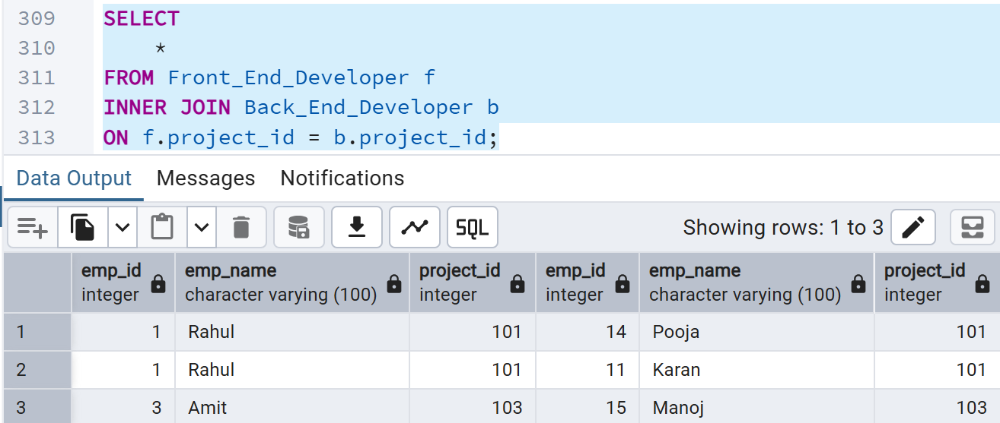 309 SELECT
310 *
311 FROM Front_End_Developer f
312 INNER JOIN Back_End_Developer b
313 ON f.project_id = b.project_id;
Data Output Messages Notifications
SQL Showing rows: 1 to 3
emp_id emp_name project_id emp_id emp_name project_id
integer character varying (100) integer integer character varying (100) integer
1 1 Rahul 101 14 Pooja 101
2 1 Rahul 101 11 Karan 101
3 3 Amit 103 15 Manoj 103